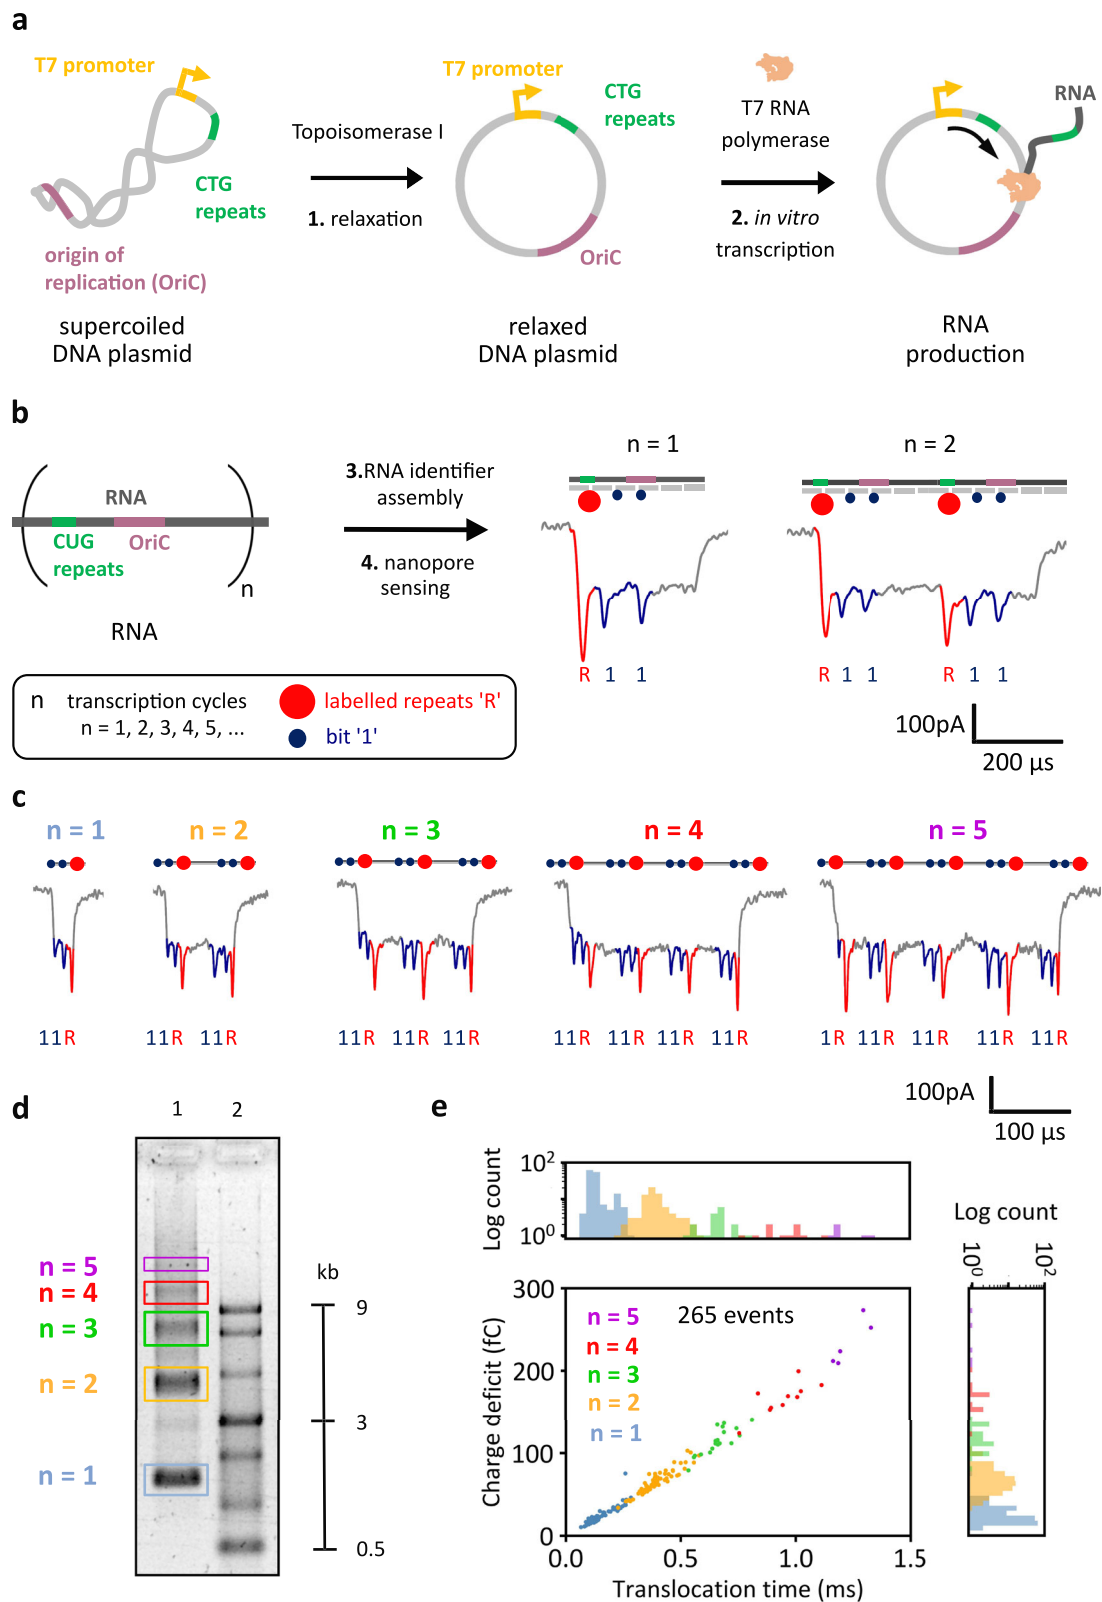 a
T7 promoter
CTG
repeats
origin of
replication (OriC)
supercoiled
DNA plasmid
Topoisomerase I
1. relaxation
T7 promoter
CTG
repeats
OriC
relaxed
DNA plasmid
T7 RNA
polymerase
2. in vitro
transcription
RNA
RNA
production
b
RNA
CUG
repeats
OriC
n
RNA
3.RNA identifier
assembly
4. nanopore
sensing
n = 1
n = 2
R 1 1
R 1 1 R 1 1
n transcription cycles
n = 1, 2, 3, 4, 5, ...
labelled repeats 'R'
bit '1'
100pA
200 µs
c
n = 1
n = 2
n = 3
n = 4
n = 5
11R
11R 11R
11R 11R 11R
11R 11R 11R 11R
1R 11R 11R 11R 11R
100pA
100 µs
d
1 2
n = 5
n = 4
n = 3
n = 2
n = 1
kb
9
3
0.5
e
Log count
10²
10⁰
Log count
10⁰ 10²
Charge deficit (fC)
300
200
100
0
265 events
n = 5
n = 4
n = 3
n = 2
n = 1
0.0 0.5 1.0 1.5
Translocation time (ms)